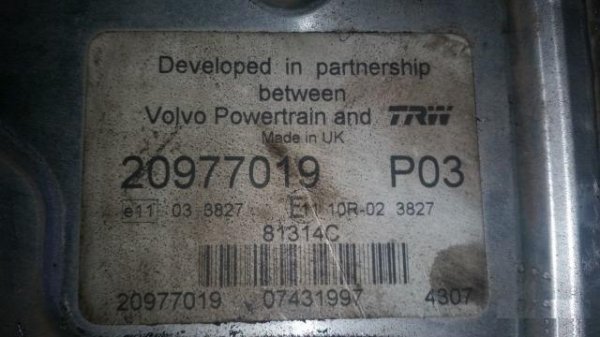 Developed in partnership
between
Volvo Powertrain and TRW
Made in UK
20977019 P03
e11 03 3827 E11 10R-02 3827
81314C
20977019 07431997 4307